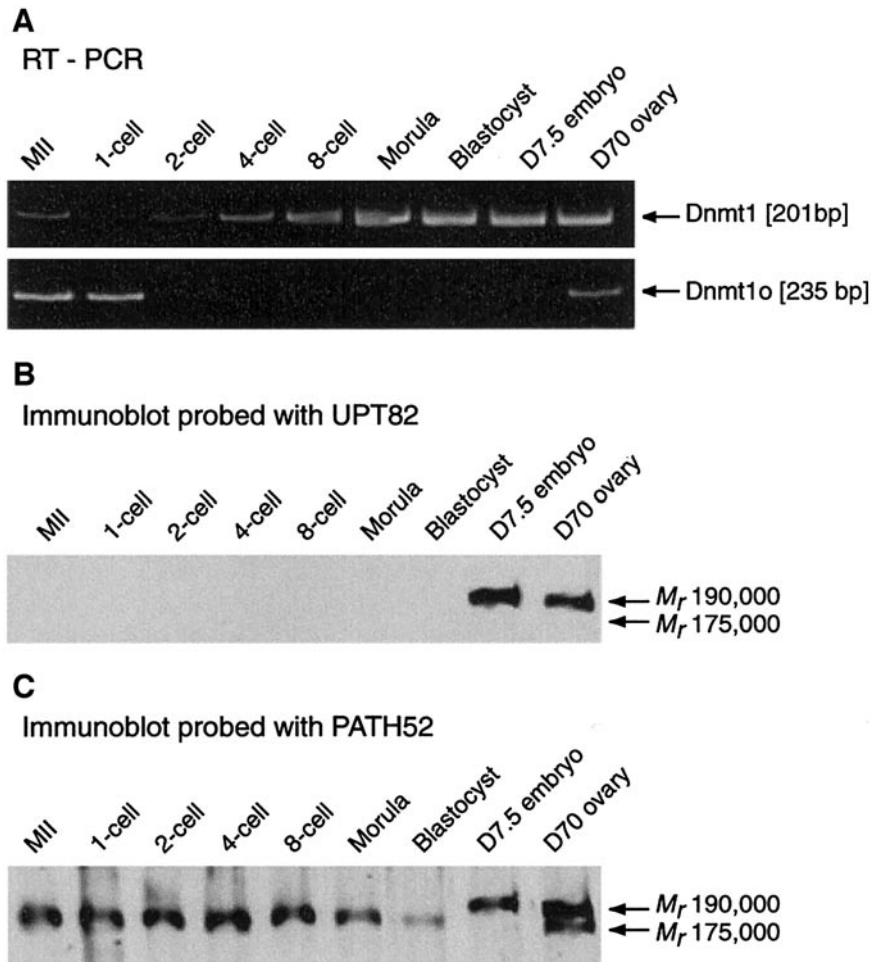 A
RT - PCR
MII 1-cell 2-cell 4-cell 8-cell Morula Blastocyst D7.5 embryo D70 ovary
Dnmt1 [201bp]
Dnmt1o [235 bp]
B
Immunoblot probed with UPT82
MII 1-cell 2-cell 4-cell 8-cell Morula Blastocyst D7.5 embryo D70 ovary
Mr 190,000
Mr 175,000
C
Immunoblot probed with PATH52
MII 1-cell 2-cell 4-cell 8-cell Morula Blastocyst D7.5 embryo D70 ovary
Mr 190,000
Mr 175,000